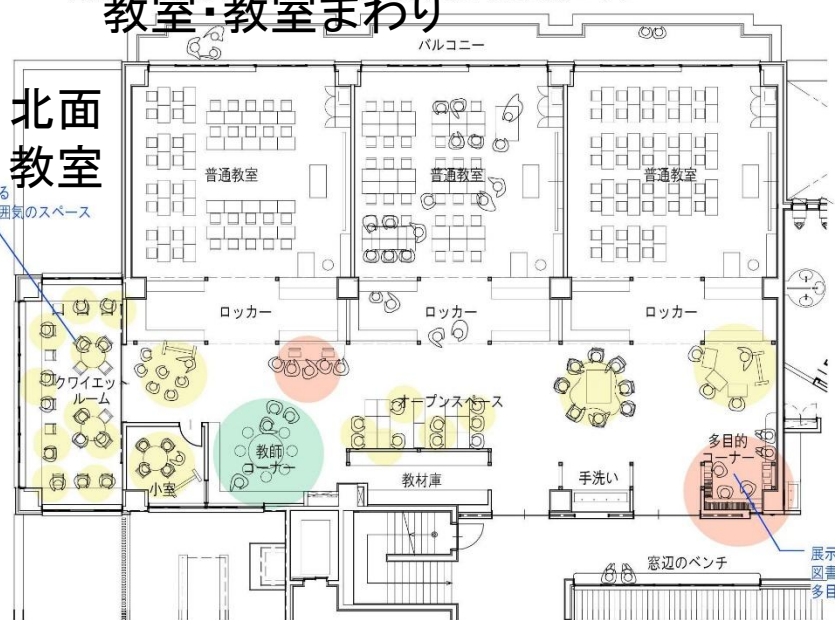 教室・教室まわり
バルコニー
北面
教室
る
囲気のスペース
普通教室
普通教室
普通教室
ロッカー
ロッカー
ロッカー
クワイエット
ルーム
オープンスペース
教師
コーナー
小室
教材庫
手洗い
多目的
コーナー
窓辺のベンチ
展示
図書
多目